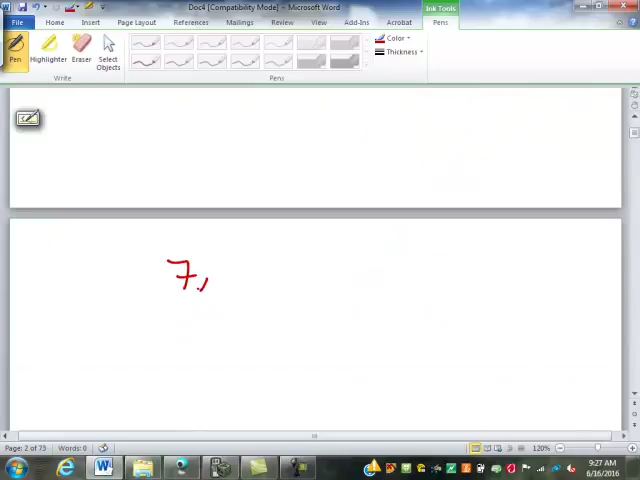 Doc4 [Compatibility Mode] - Microsoft Word
Ink Tools
File Home Insert Page Layout References Mailings Review View Add-Ins Acrobat Pens
Pen Highlighter Eraser Select Objects
Color
Thickness
Write Pens
7,
Page: 2 of 73 Words: 0 120%
9:27 AM
6/16/2016